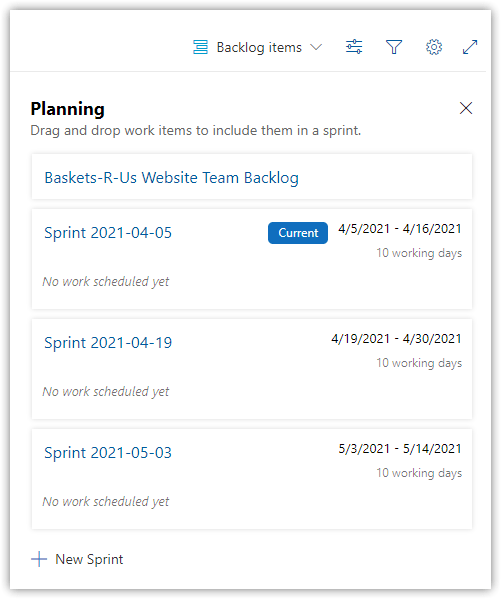 Backlog items
Planning
Drag and drop work items to include them in a sprint.
Baskets-R-Us Website Team Backlog
Sprint 2021-04-05 Current 4/5/2021 - 4/16/2021
10 working days
No work scheduled yet
Sprint 2021-04-19 4/19/2021 - 4/30/2021
10 working days
No work scheduled yet
Sprint 2021-05-03 5/3/2021 - 5/14/2021
10 working days
No work scheduled yet
New Sprint